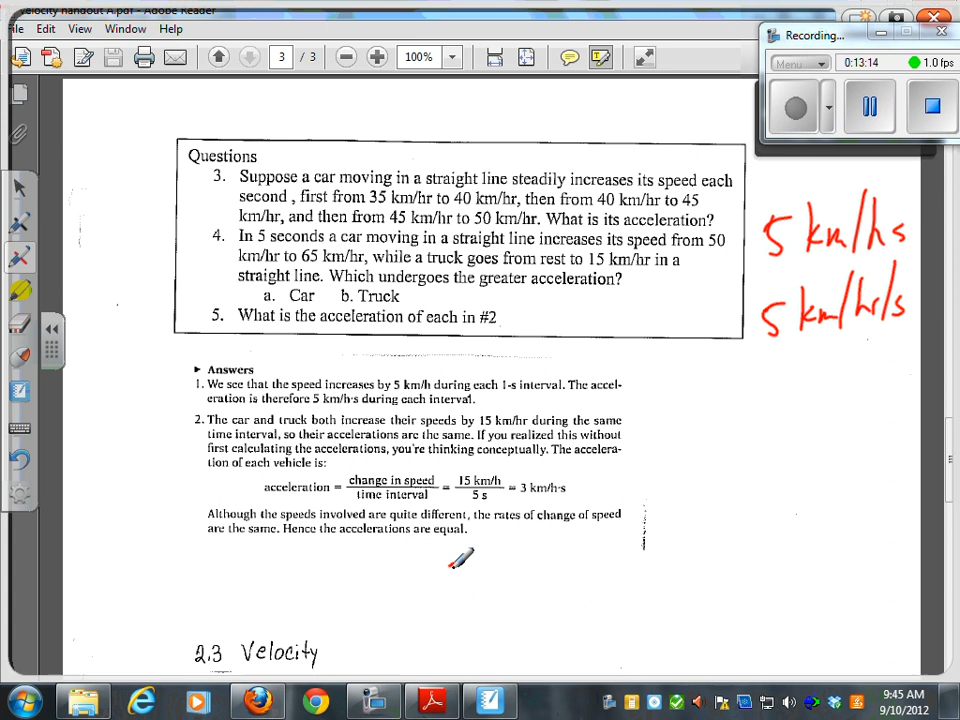 Velocity handout A.pdf - Adobe Reader
File Edit View Window Help
3 / 3 100%
Recording...
Menu 0:13:14 1.0 fps
Questions
3. Suppose a car moving in a straight line steadily increases its speed each
second , first from 35 km/hr to 40 km/hr, then from 40 km/hr to 45
km/hr, and then from 45 km/hr to 50 km/hr. What is its acceleration?
4. In 5 seconds a car moving in a straight line increases its speed from 50
km/hr to 65 km/hr, while a truck goes from rest to 15 km/hr in a
straight line. Which undergoes the greater acceleration?
a. Car b. Truck
5. What is the acceleration of each in #2
5 km/hs
5 km/hr/s
Answers
1. We see that the speed increases by 5 km/h during each 1-s interval. The accel-
eration is therefore 5 km/h·s during each interval.
2. The car and truck both increase their speeds by 15 km/hr during the same
time interval, so their accelerations are the same. If you realized this without
first calculating the accelerations, you're thinking conceptually. The accelera-
tion of each vehicle is:
acceleration = change in speed / time interval = 15 km/h / 5 s = 3 km/h·s
Although the speeds involved are quite different, the rates of change of speed
are the same. Hence the accelerations are equal.
2.3 Velocity
9:45 AM
9/10/2012